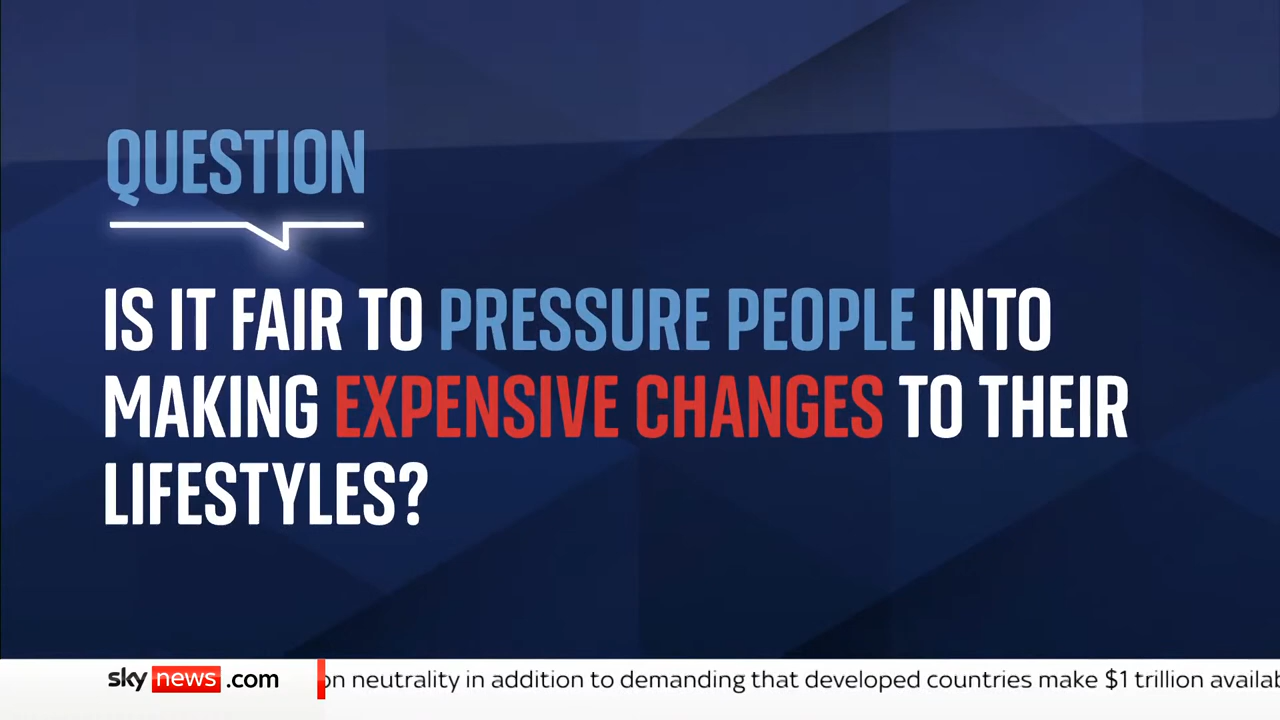 QUESTION
IS IT FAIR TO PRESSURE PEOPLE INTO
MAKING EXPENSIVE CHANGES TO THEIR
LIFESTYLES?
sky news .com
on neutrality in addition to demanding that developed countries make $1 trillion availab